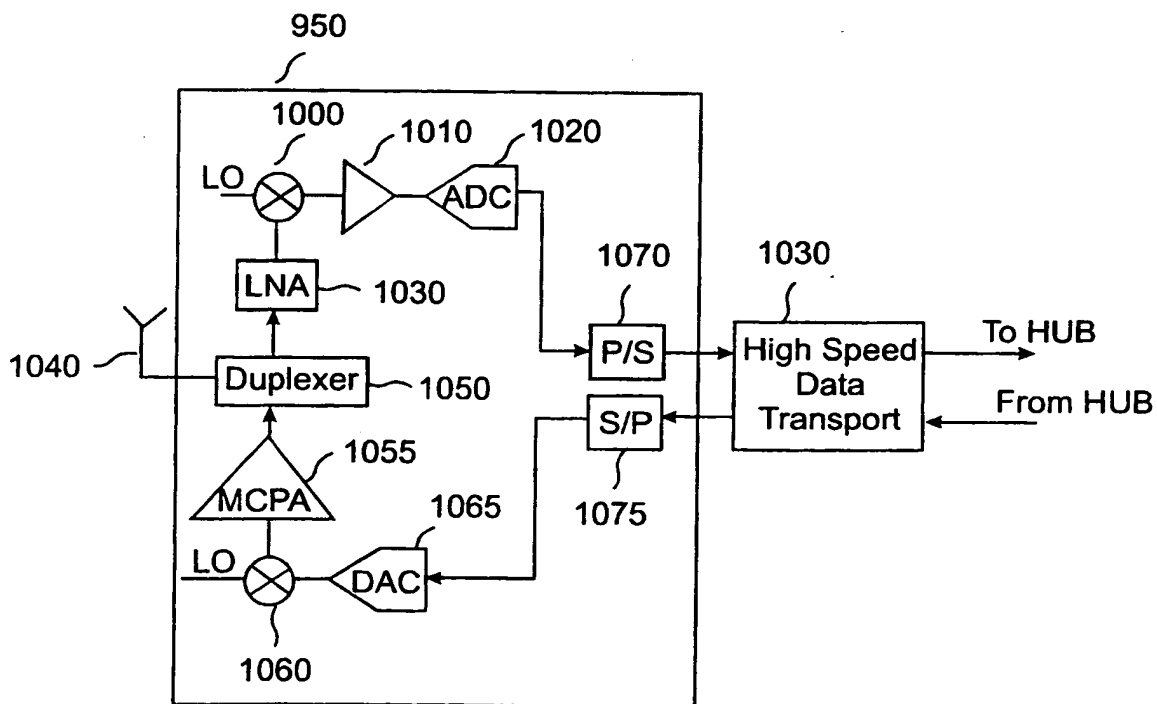 950
1000
1010
1020
LO
ADC
LNA
1030
1070
1030
P/S
High Speed
Data
Transport
To HUB
From HUB
1040
Duplexer
1050
S/P
1075
MCPA
1055
1065
LO
DAC
1060